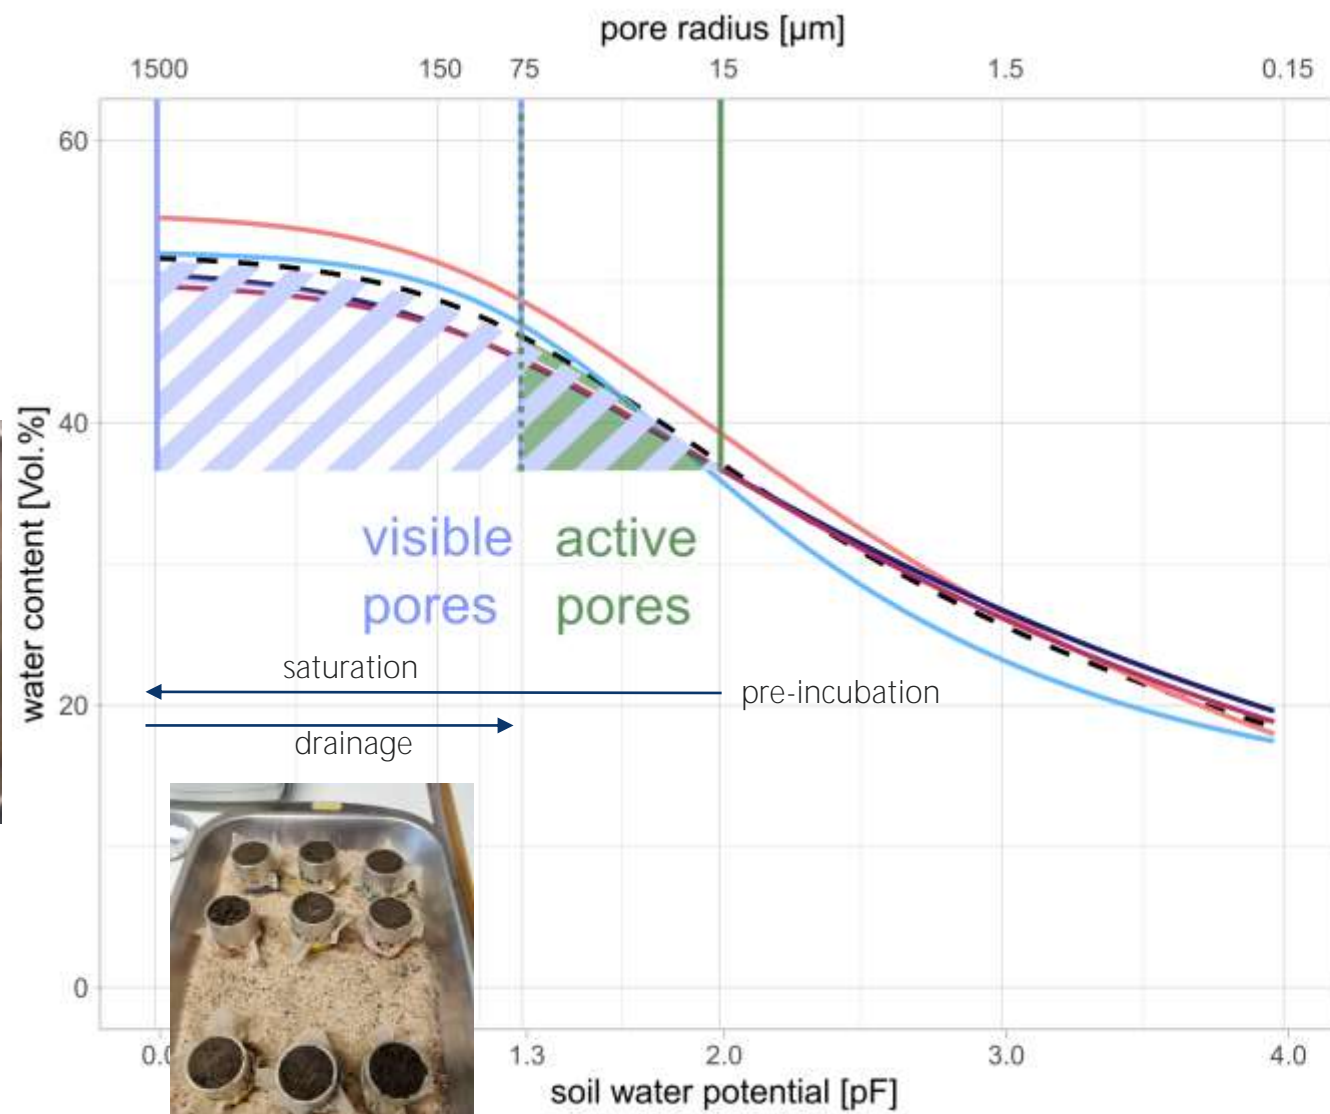 pore radius [µm]
1500 150 75 15 1.5 0.15
60
40
20
0
water content [Vol.%]
visible active
pores pores
saturation
pre-incubation
drainage
0.0 1.3 2.0 3.0 4.0
soil water potential [pF]